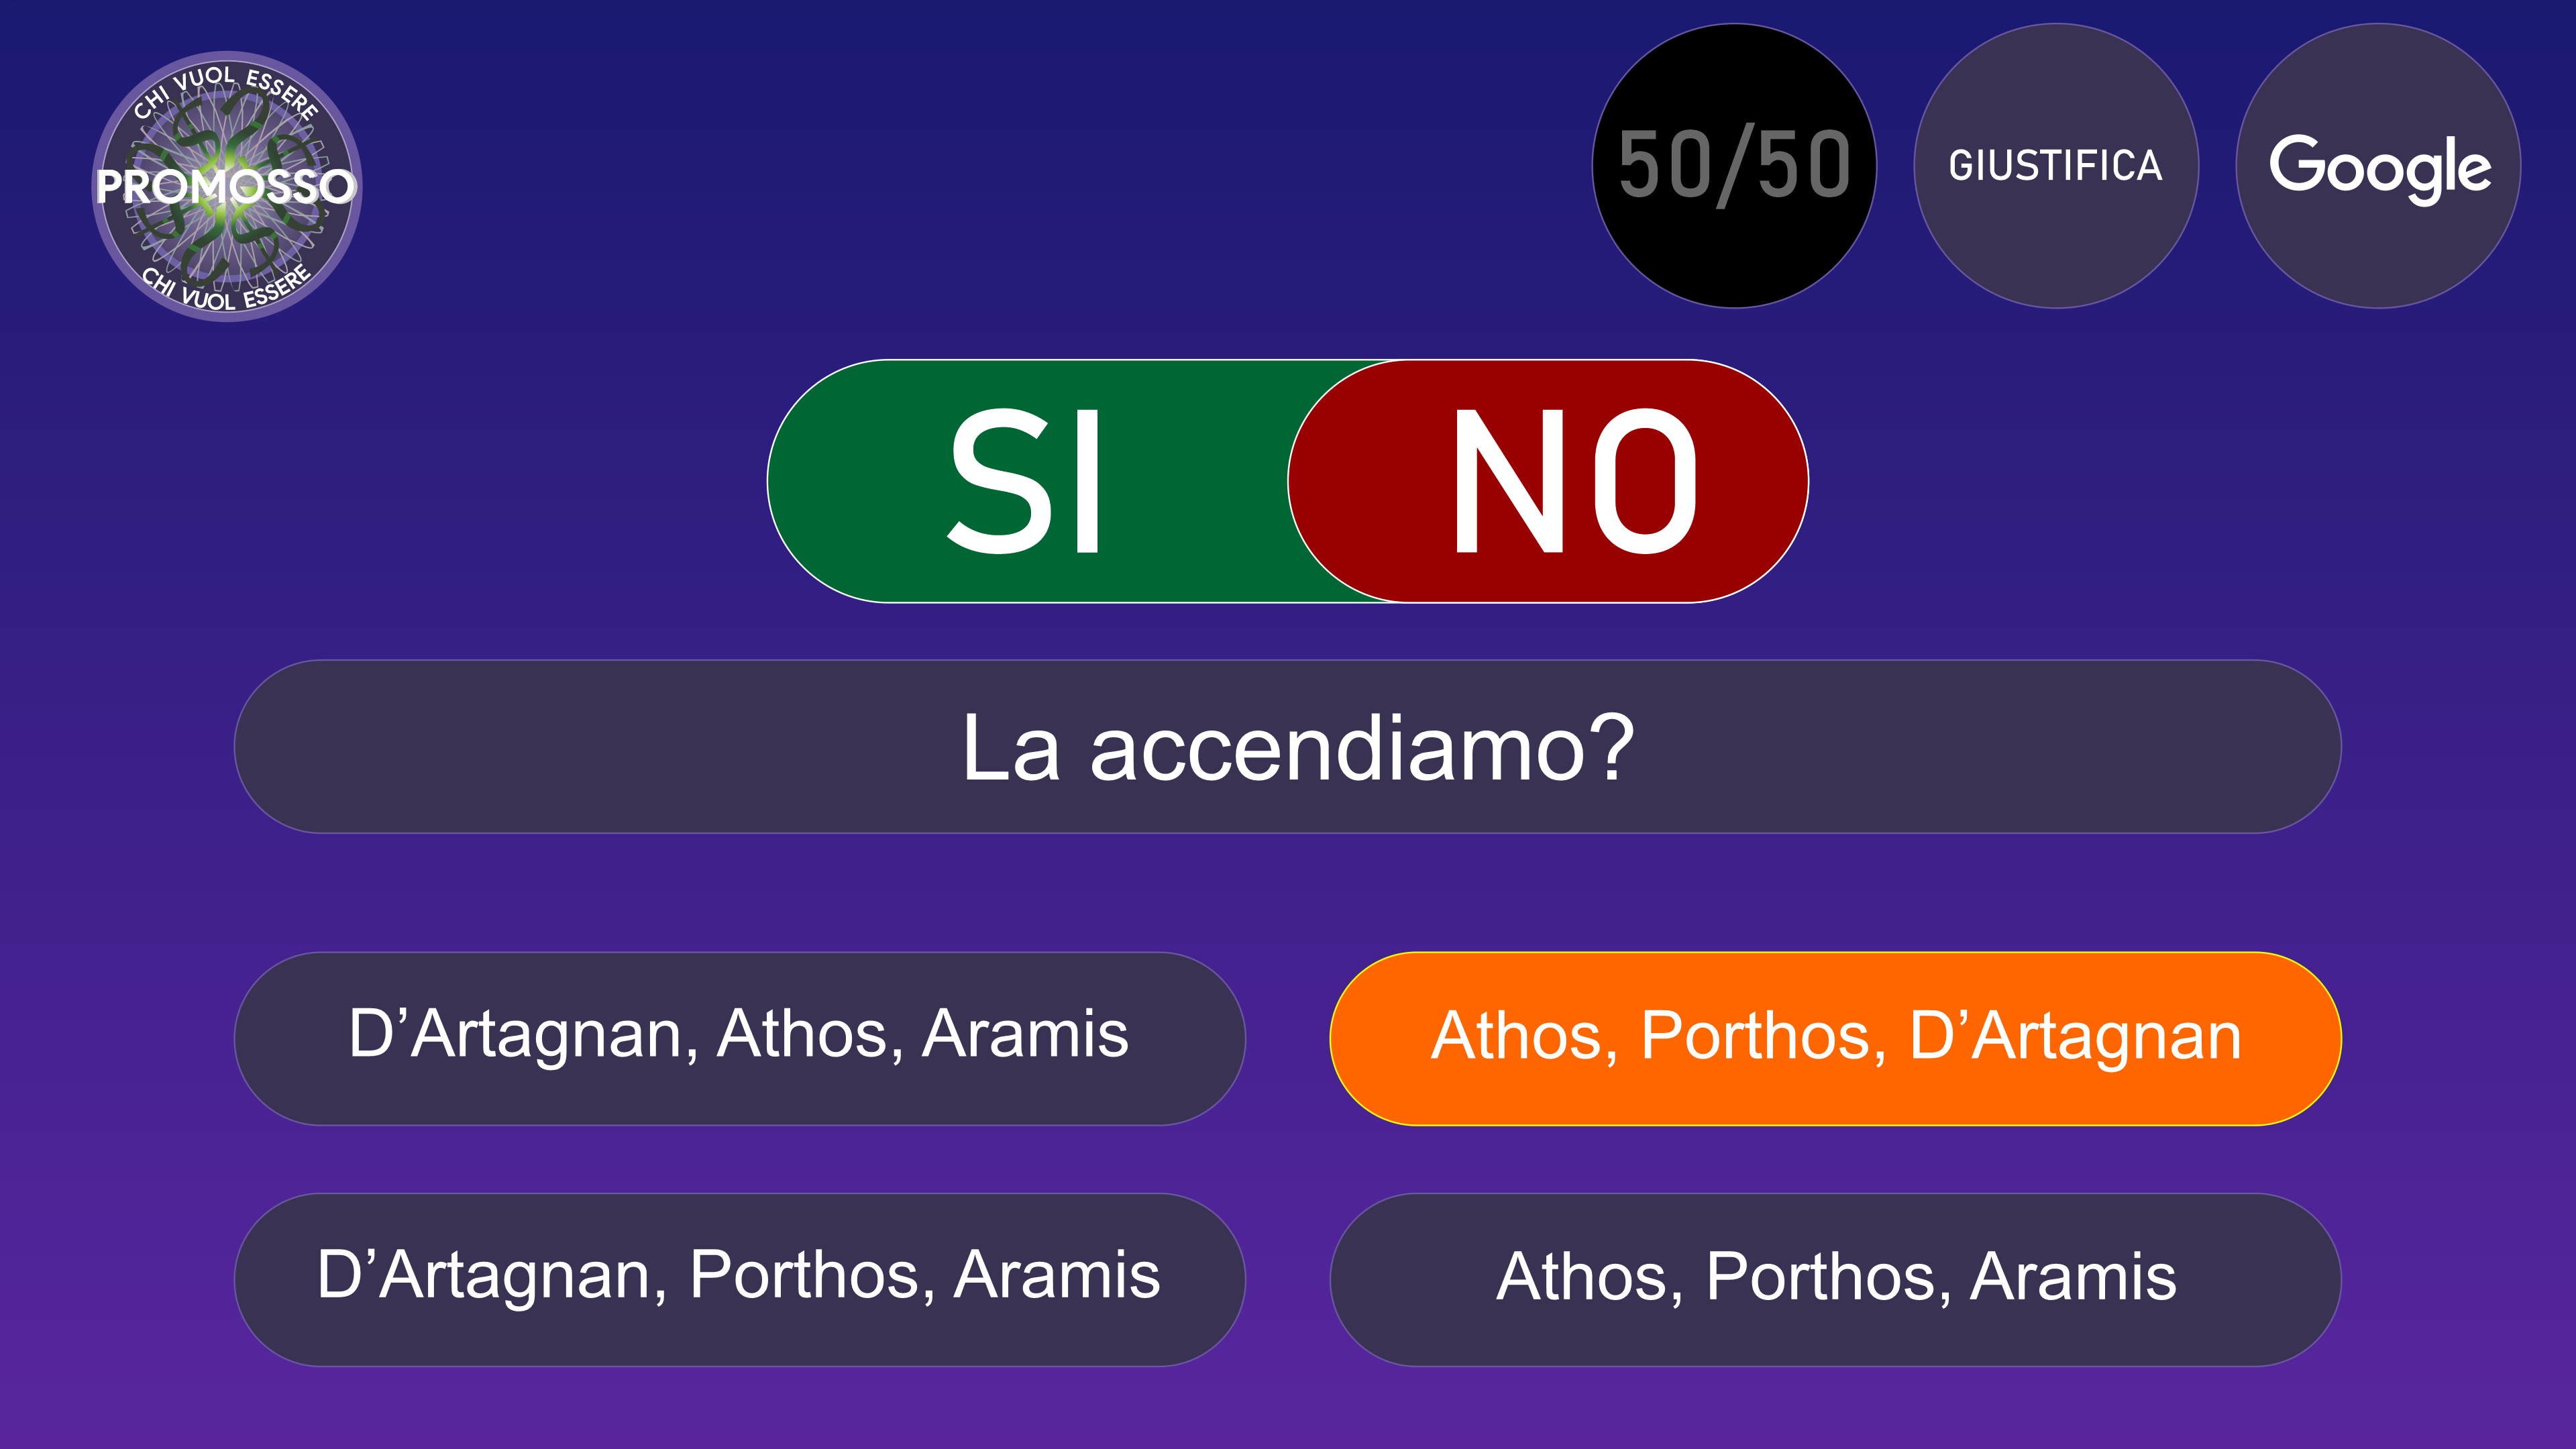 CHI VUOL ESSERE
PROMOSSO
CHI VUOL ESSERE
50/50
GIUSTIFICA
Google
SI
NO
La accendiamo?
D’Artagnan, Athos, Aramis
Athos, Porthos, D’Artagnan
D’Artagnan, Porthos, Aramis
Athos, Porthos, Aramis